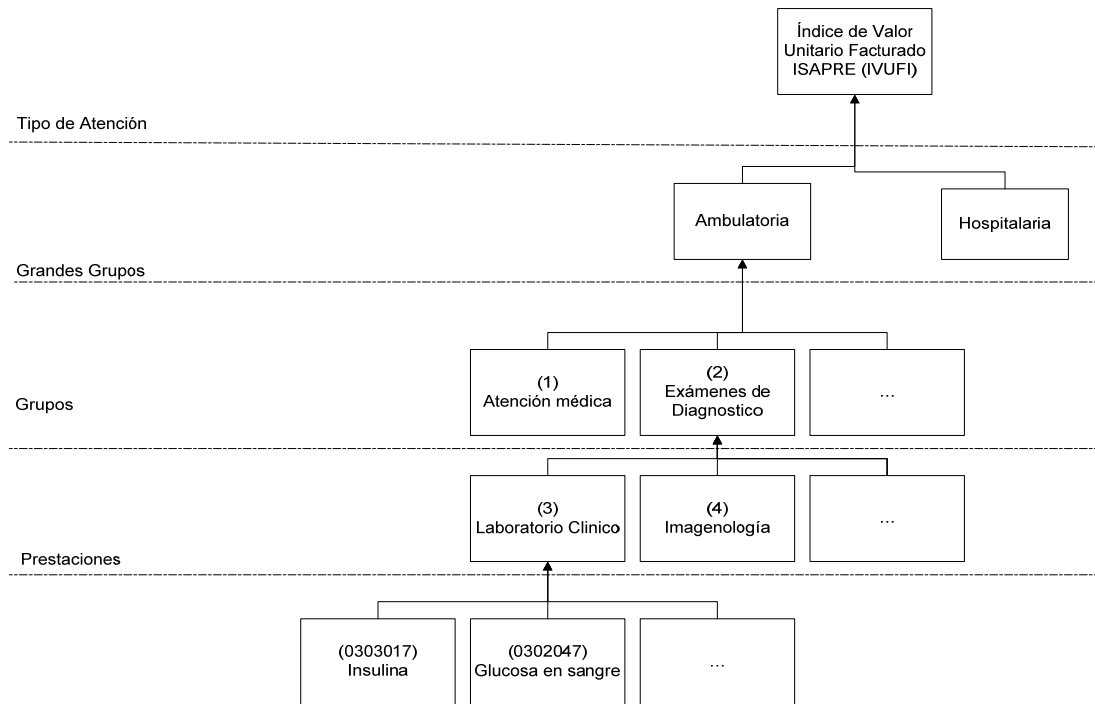 Índice de Valor
Unitario Facturado
ISAPRE (IVUFI)
Tipo de Atención
Ambulatoria
Hospitalaria
Grandes Grupos
(1)
Atención médica
(2)
Exámenes de
Diagnostico
...
Grupos
(3)
Laboratorio Clinico
(4)
Imagenología
...
Prestaciones
(0303017)
Insulina
(0302047)
Glucosa en sangre
...